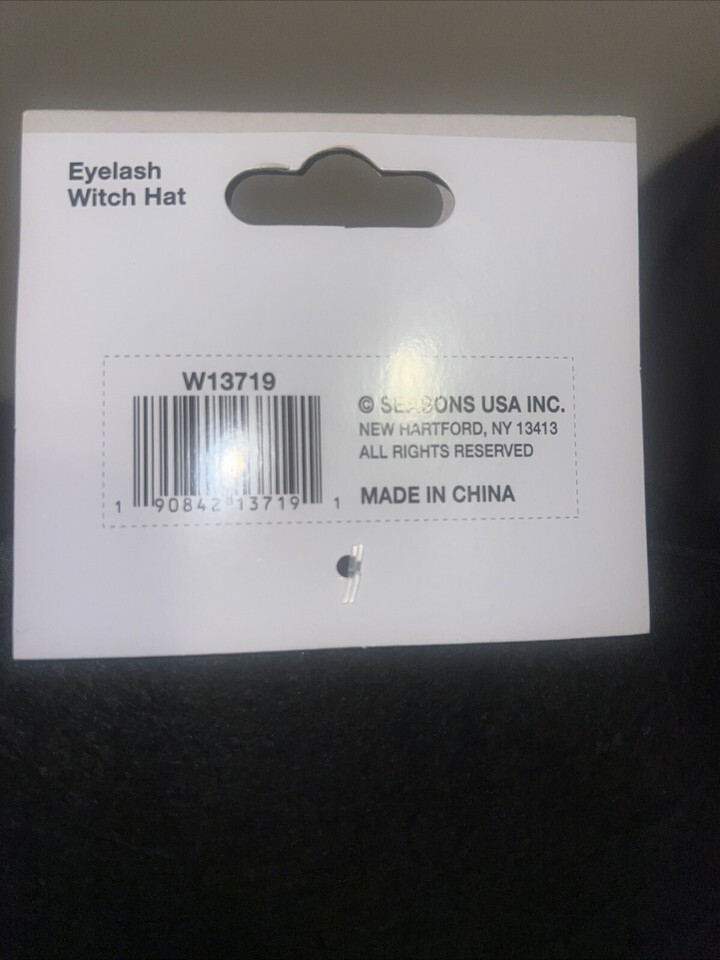 Eyelash
Witch Hat
W13719
1 90842 13719 1
© SEASONS USA INC.
NEW HARTFORD, NY 13413
ALL RIGHTS RESERVED
MADE IN CHINA